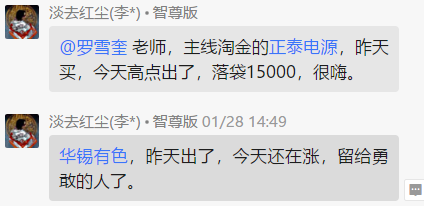 淡去红尘(李*) • 智尊版
@罗雪奎 老师，主线淘金的正泰电源，昨天
买，今天高点出了，落袋15000，很嗨。
淡去红尘(李*) • 智尊版 01/28 14:49
华锡有色，昨天出了，今天还在涨，留给勇
敢的人了。